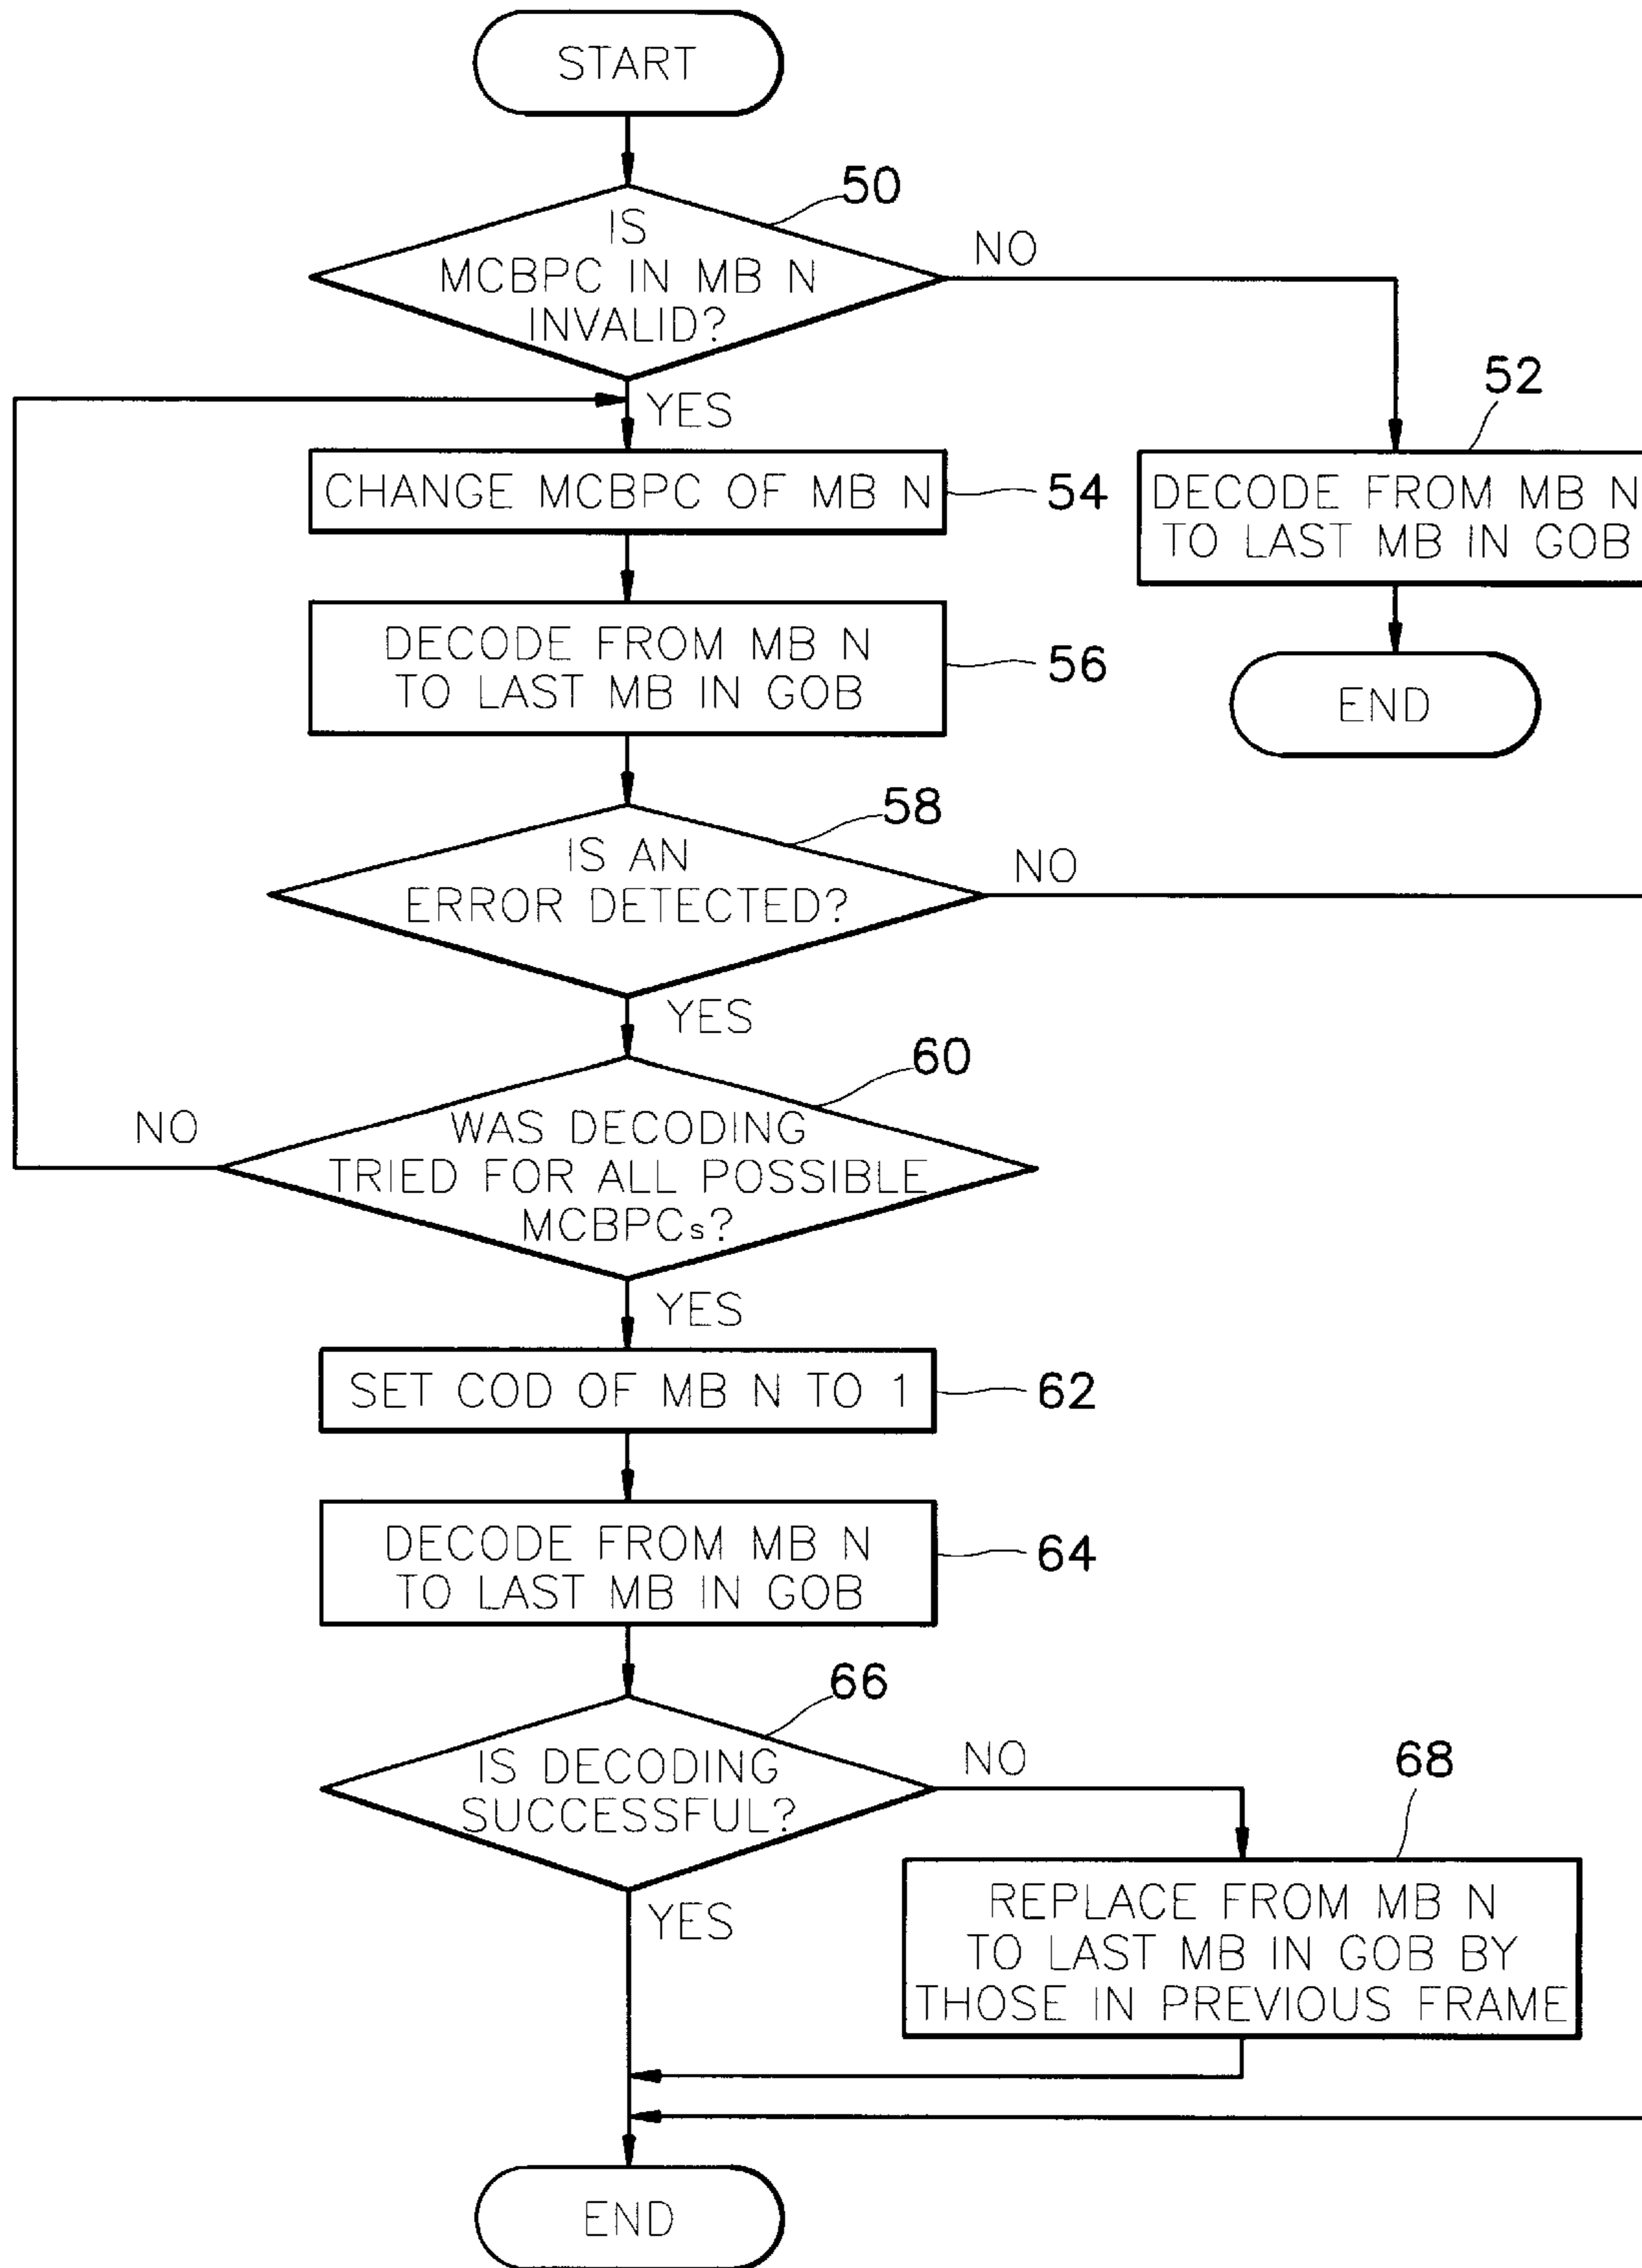 START
50
IS
MCBPC IN MB N
INVALID?
NO
YES
52
CHANGE MCBPC OF MB N
54
DECODE FROM MB N
TO LAST MB IN GOB
DECODE FROM MB N
TO LAST MB IN GOB
56
END
58
IS AN
ERROR DETECTED?
NO
YES
60
WAS DECODING
TRIED FOR ALL POSSIBLE
MCBPCs?
NO
YES
SET COD OF MB N TO 1
62
DECODE FROM MB N
TO LAST MB IN GOB
64
66
IS DECODING
SUCCESSFUL?
NO
YES
68
REPLACE FROM MB N
TO LAST MB IN GOB BY
THOSE IN PREVIOUS FRAME
END